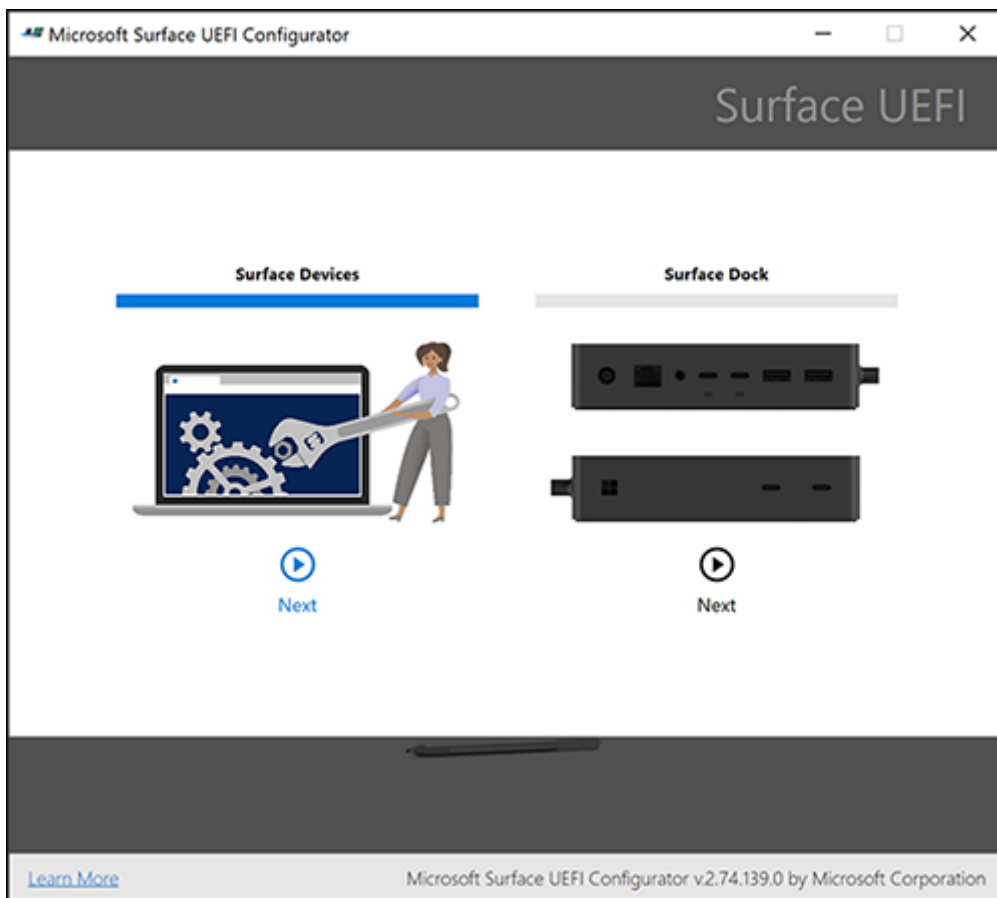 Microsoft Surface UEFI Configurator
Surface UEFI
Surface Devices
Surface Dock
Next
Next
Learn More
Microsoft Surface UEFI Configurator v.2.74.139.0 by Microsoft Corporation